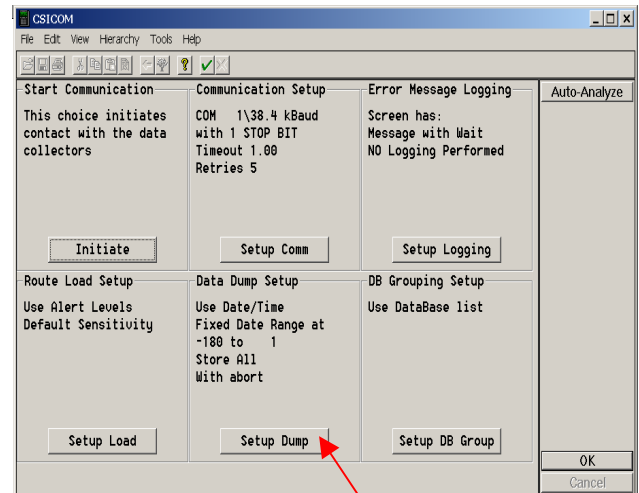 CSICOM
File Edit View Hierarchy Tools Help
Start Communication
This choice initiates
contact with the data
collectors
Initiate
Communication Setup
COM 1\38.4 kBaud
with 1 STOP BIT
Timeout 1.00
Retries 5
Setup Comm
Error Message Logging
Screen has:
Message with Wait
NO Logging Performed
Setup Logging
Auto-Analyze
Route Load Setup
Use Alert Levels
Default Sensitivity
Setup Load
Data Dump Setup
Use Date/Time
Fixed Date Range at
-180 to 1
Store All
With abort
Setup Dump
DB Grouping Setup
Use DataBase list
Setup DB Group
OK
Cancel